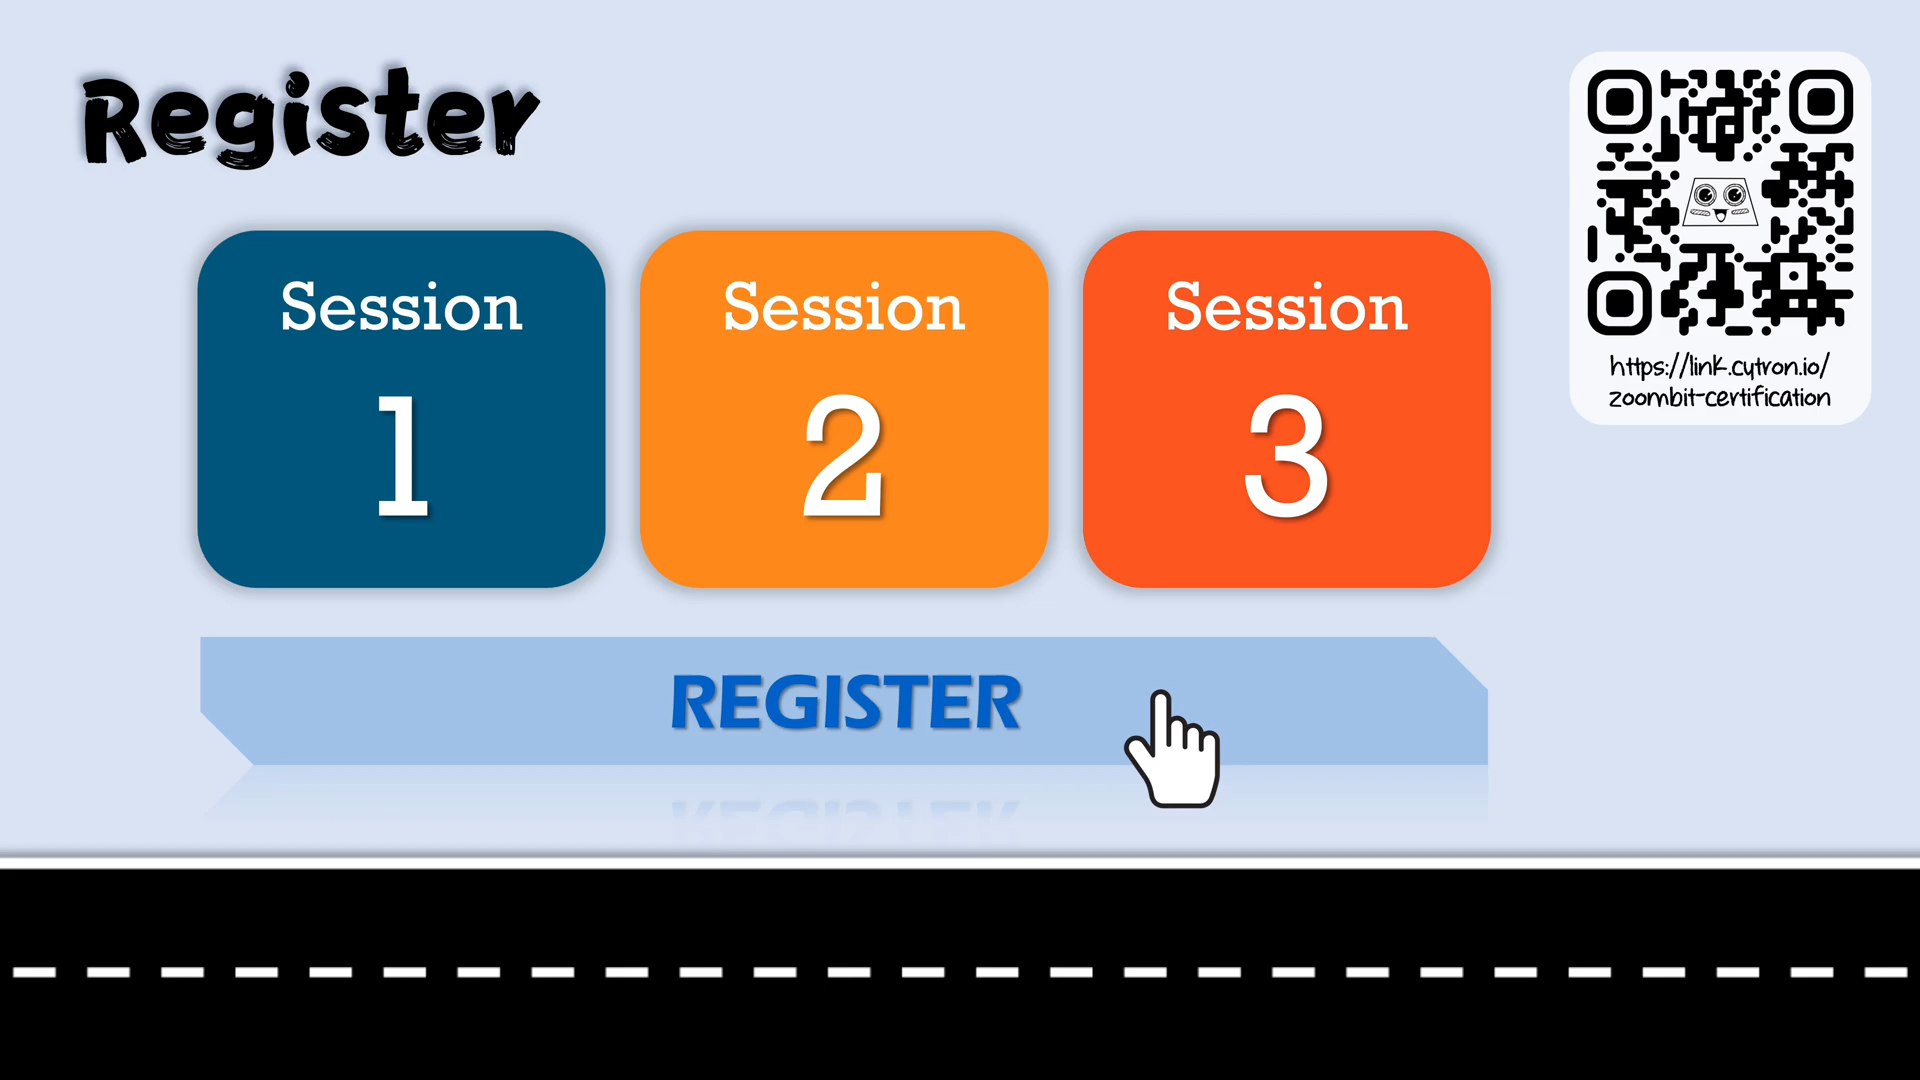 Register
Session
1
Session
2
Session
3
https://link.cytron.io/
zoombit-certification
REGISTER